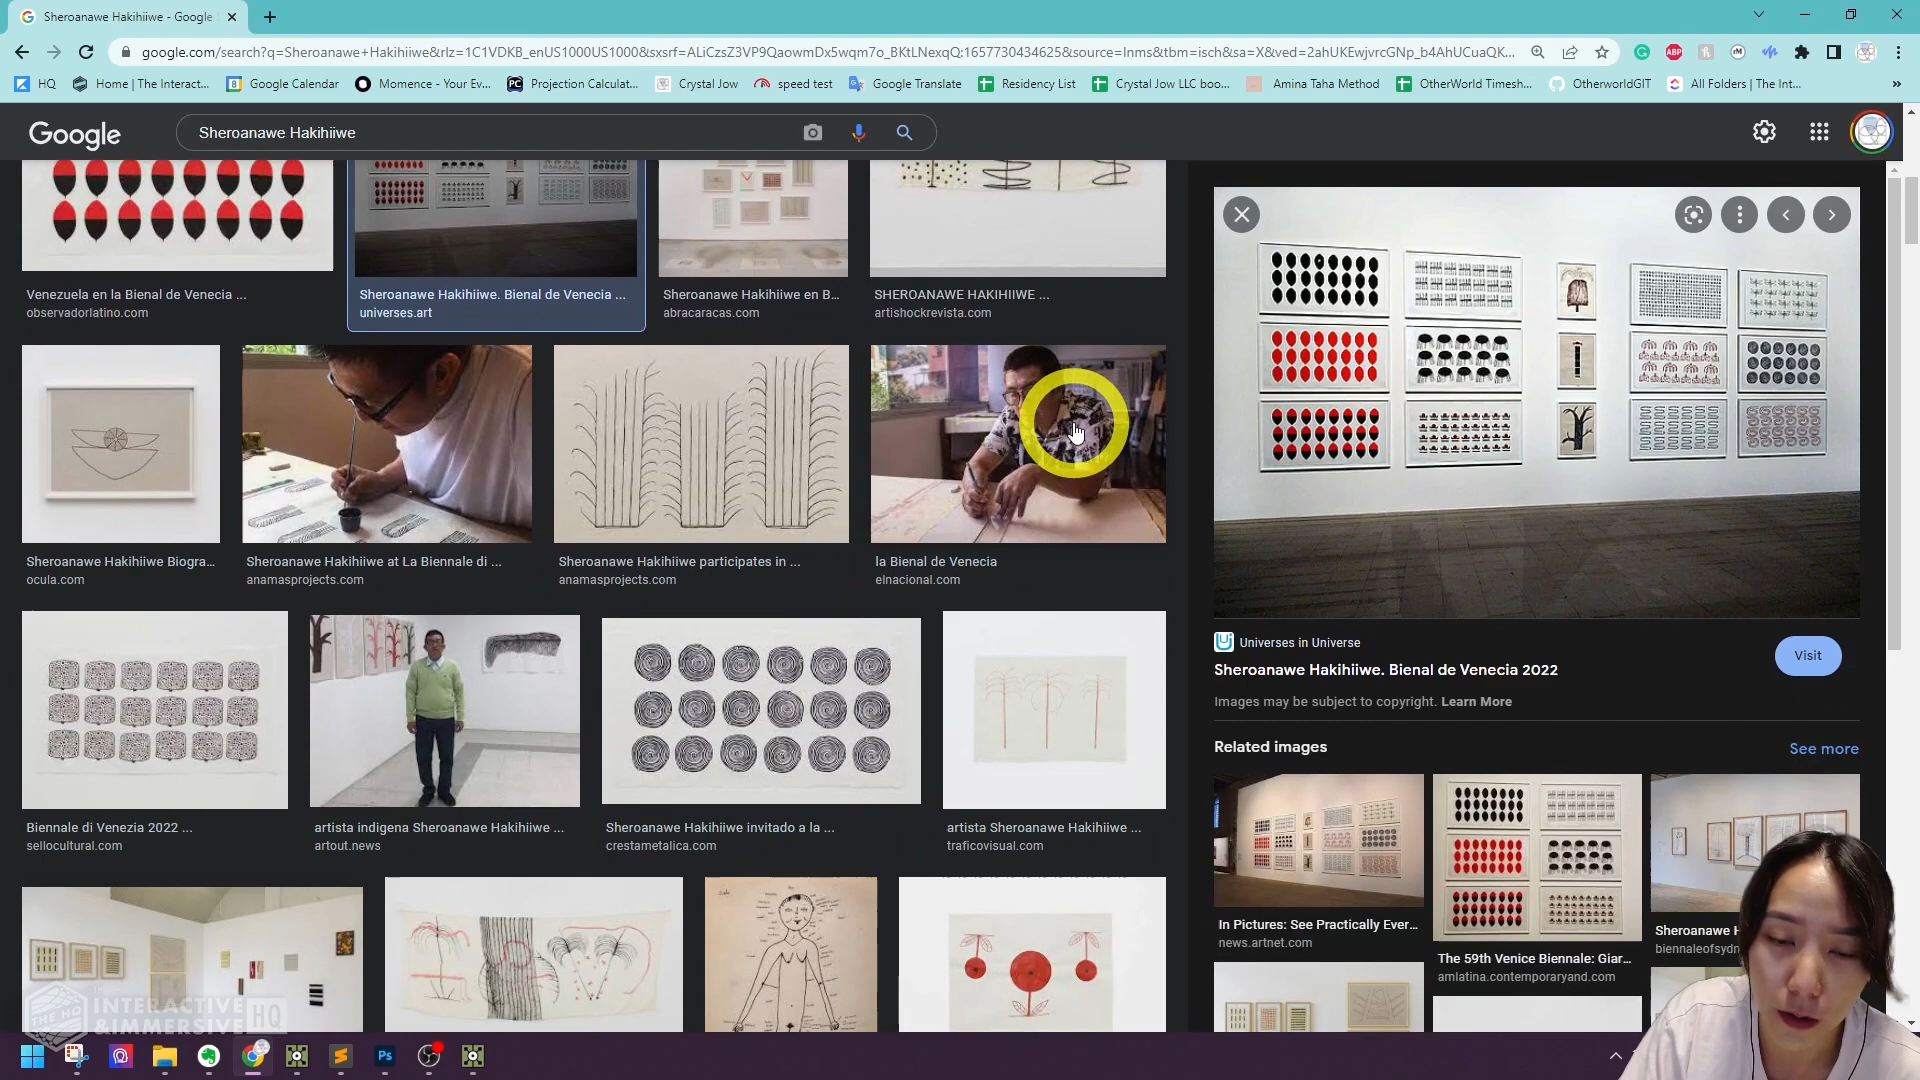 Sheroanawe Hakihiiwe - Google
google.com/search?q=Sheroanawe+Hakihiiwe&rlz=1C1VDKB_enUS1000US1000&sxsrf=ALiCzsZ3VP9QaowmDx5wqm7o_BKtLNexqQ:1657730434625&source=lnms&tbm=isch&sa=X&ved=2ahUKEwjvrcGNp_b4AhUCuaQK...
HQ
Home | The Interact...
Google Calendar
Momence - Your Ev...
Projection Calculat...
Crystal Jow
speed test
Google Translate
Residency List
Crystal Jow LLC boo...
Amina Taha Method
OtherWorld Timesh...
OtherworldGIT
All Folders | The Int...
»
Google
Sheroanawe Hakihiiwe
Venezuela en la Bienal de Venecia ...
observadorlatino.com
Sheroanawe Hakihiiwe. Bienal de Venecia ...
universes.art
Sheroanawe Hakihiiwe en B...
abracaracas.com
SHEROANAWE HAKIHIIWE ...
artishockrevista.com
Sheroanawe Hakihiiwe Biogra...
ocula.com
Sheroanawe Hakihiiwe at La Biennale di ...
anamasprojects.com
Sheroanawe Hakihiiwe participates in ...
anamasprojects.com
la Bienal de Venecia
elnacional.com
Biennale di Venezia 2022 ...
sellocultural.com
artista indigena Sheroanawe Hakihiiwe ...
artout.news
Sheroanawe Hakihiiwe invitado a la ...
crestametalica.com
artista Sheroanawe Hakihiiwe ...
traficovisual.com
Universes in Universe
Sheroanawe Hakihiiwe. Bienal de Venecia 2022
Visit
Images may be subject to copyright. Learn More
Related images
See more
In Pictures: See Practically Ever...
news.artnet.com
The 59th Venice Biennale: Giar...
amlatina.contemporaryand.com
Sheroanawe H
biennaleofsydn
THE HQ
INTERACTIVE
&IMMERSIVE HQ
Ps